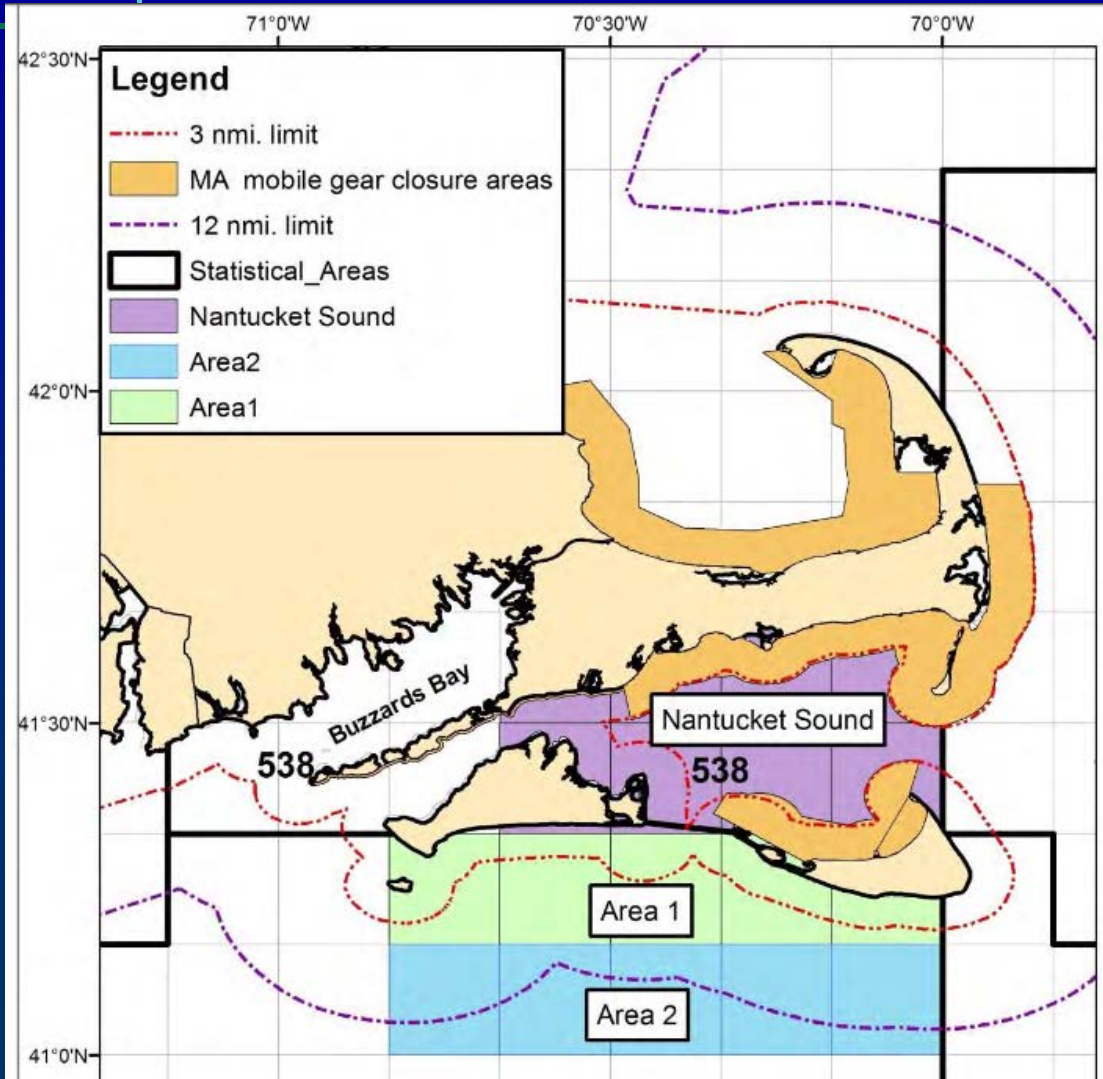 71°0'W
70°30'W
70°0'W
42°30'N
Legend
3 nmi. limit
MA mobile gear closure areas
12 nmi. limit
Statistical_Areas
Nantucket Sound
Area2
Area1
42°0'N
Buzzards Bay
Nantucket Sound
41°30'N
538
538
Area 1
Area 2
41°0'N